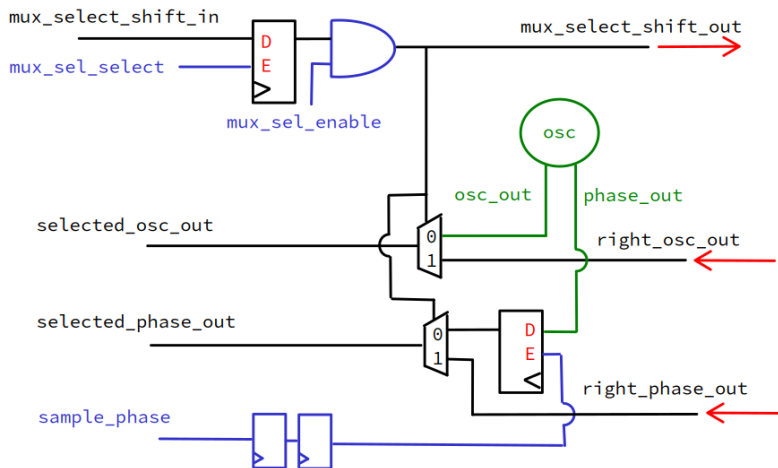 mux_select_shift_in
mux_select_shift_out
D
mux_sel_select
E
mux_sel_enable
osc
osc_out
phase_out
selected_osc_out
0
right_osc_out
1
selected_phase_out
0
D
1
E
right_phase_out
sample_phase